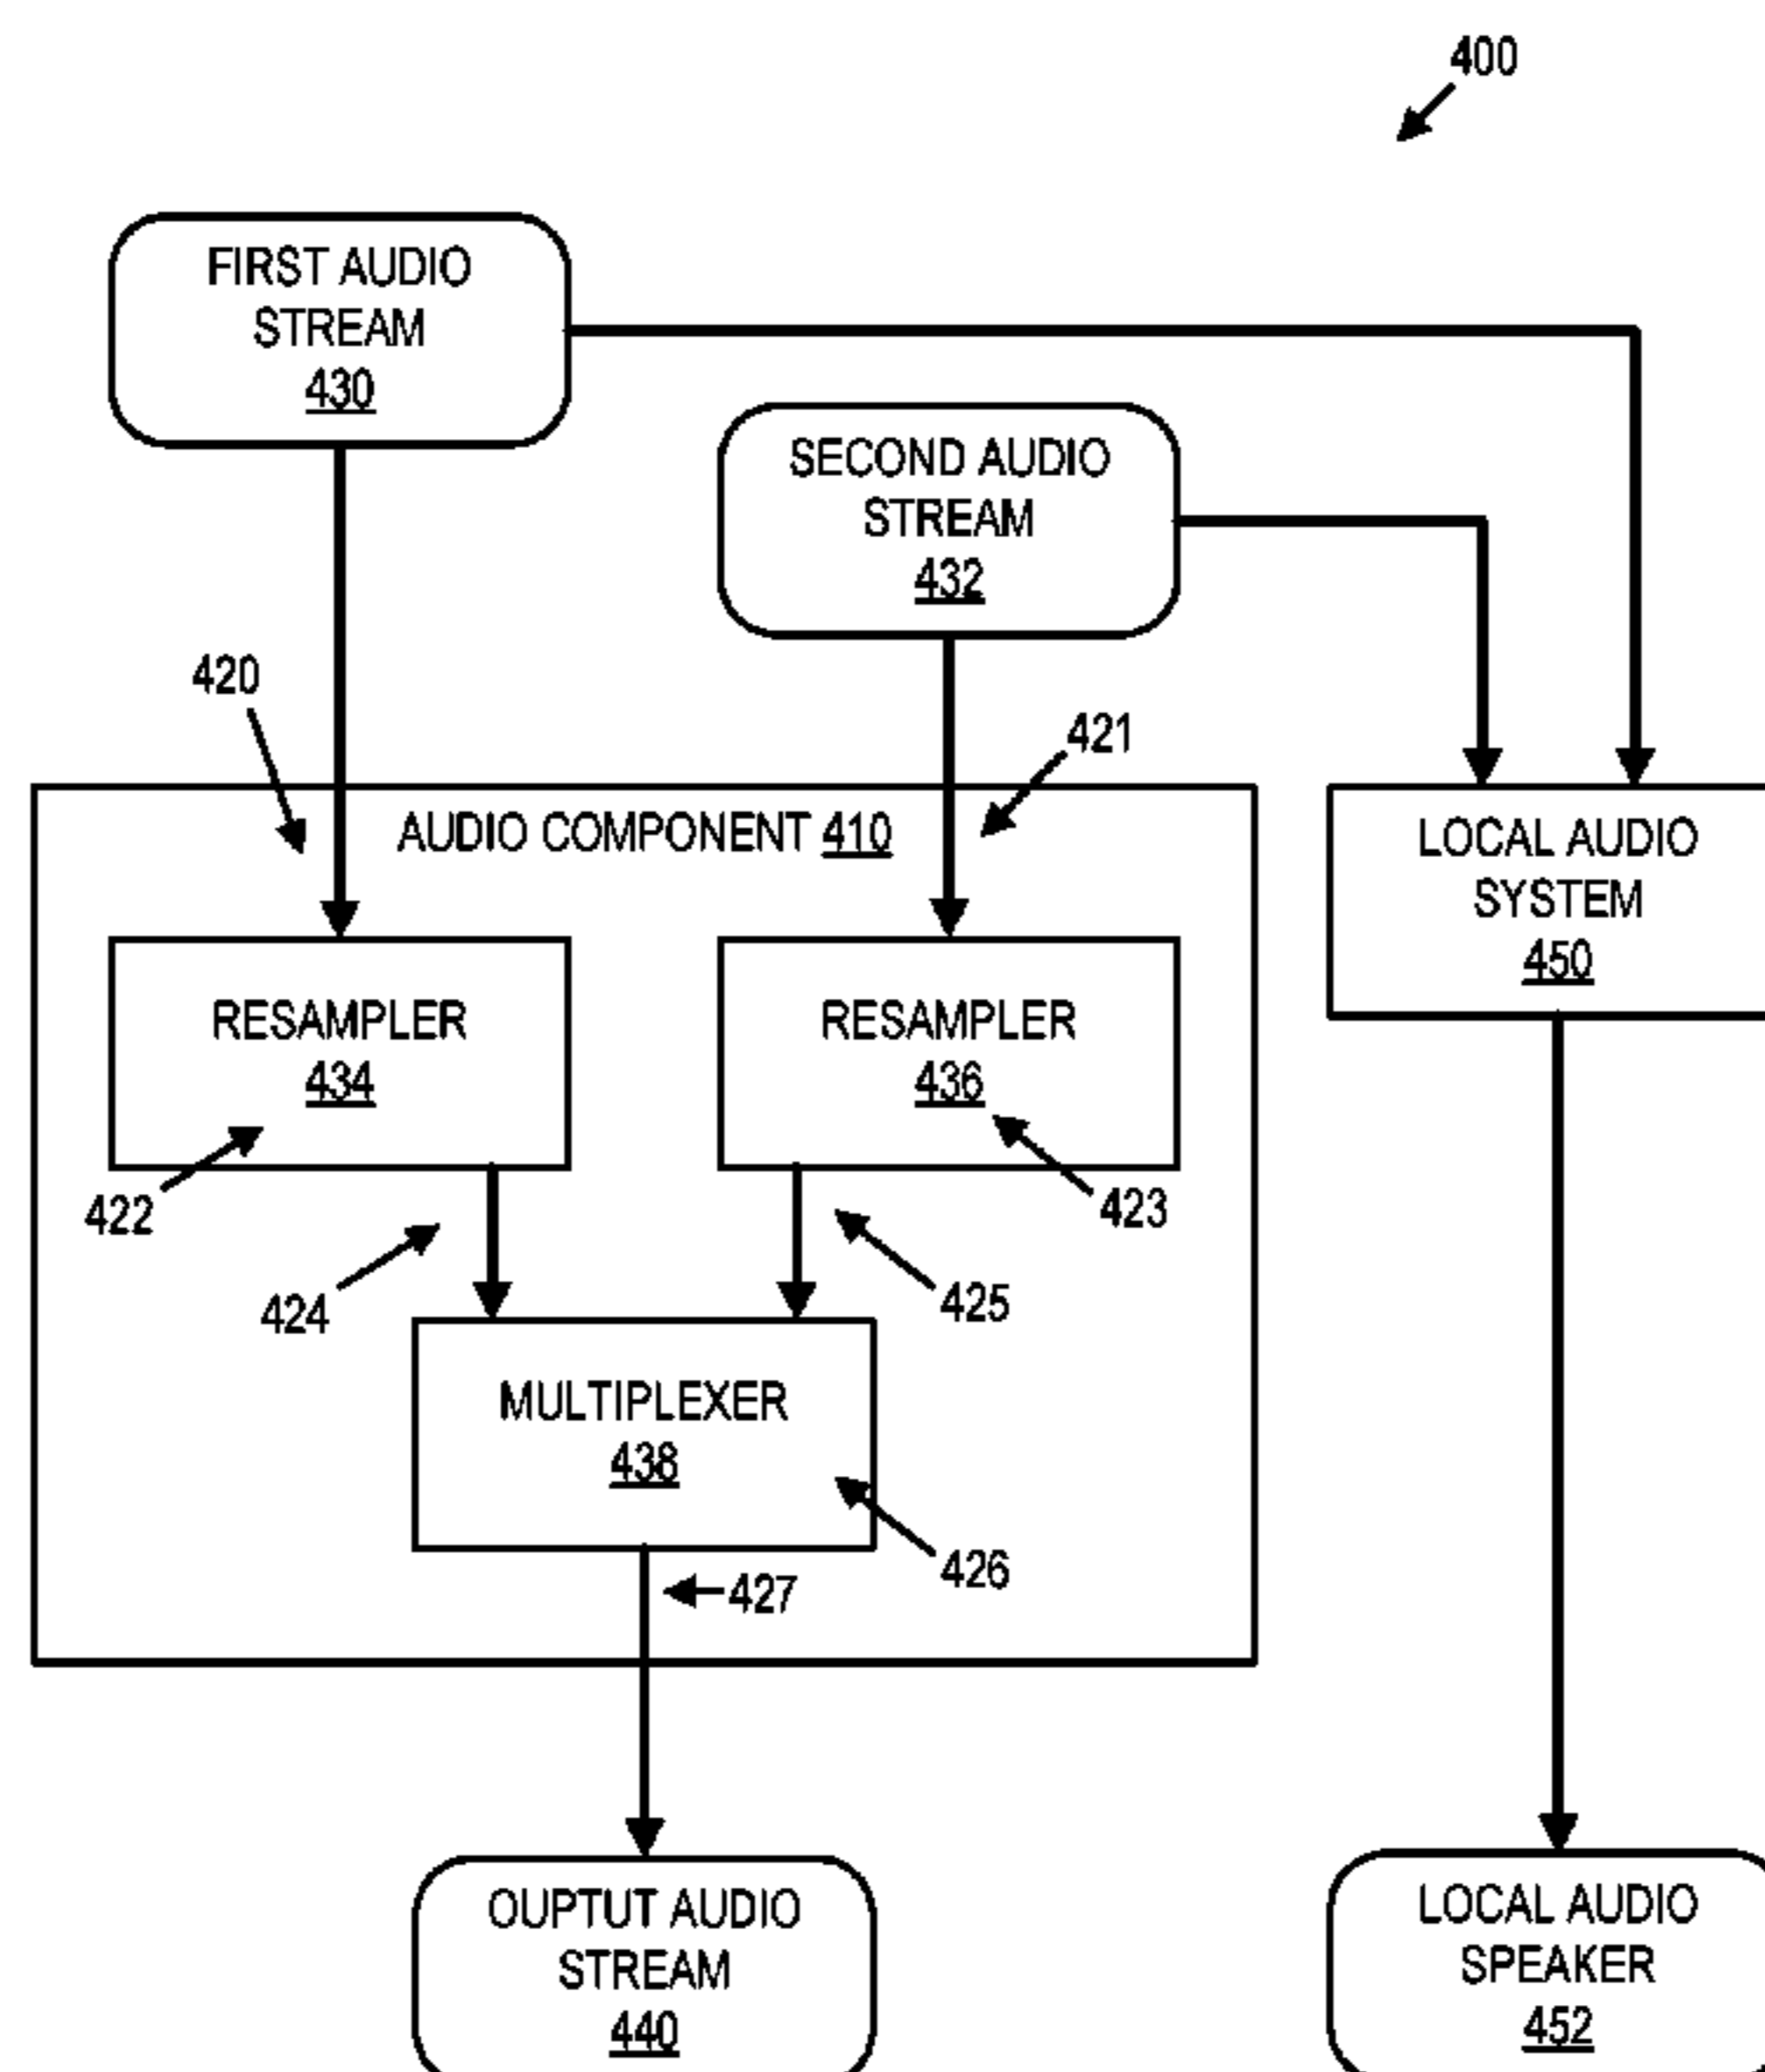 400
FIRST AUDIO
STREAM
430
SECOND AUDIO
STREAM
432
420
421
AUDIO COMPONENT 410
LOCAL AUDIO
SYSTEM
450
RESAMPLER
434
RESAMPLER
436
422
423
424
425
MULTIPLEXER
438
426
427
OUPTUT AUDIO
STREAM
440
LOCAL AUDIO
SPEAKER
452